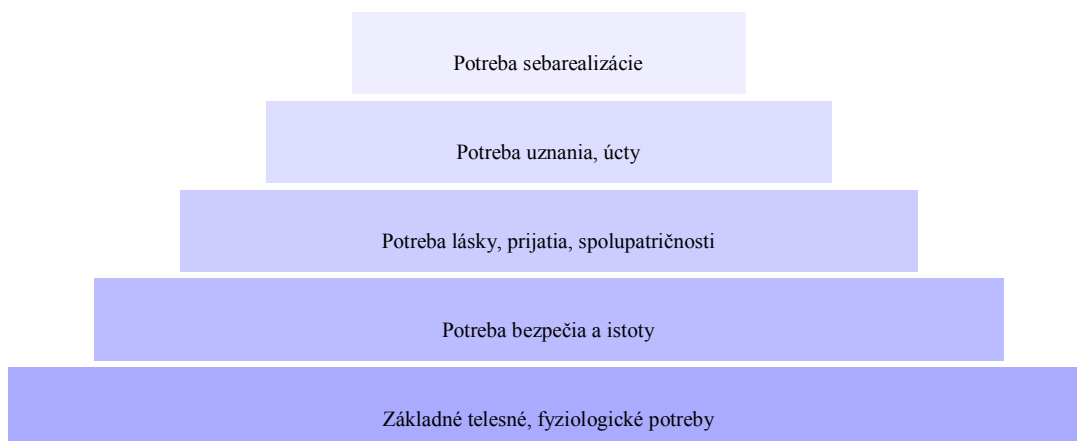 Potreba sebarealizácie
Potreba uznania, úcty
Potreba lásky, prijatia, spolupatričnosti
Potreba bezpečia a istoty
Základné telesné, fyziologické potreby